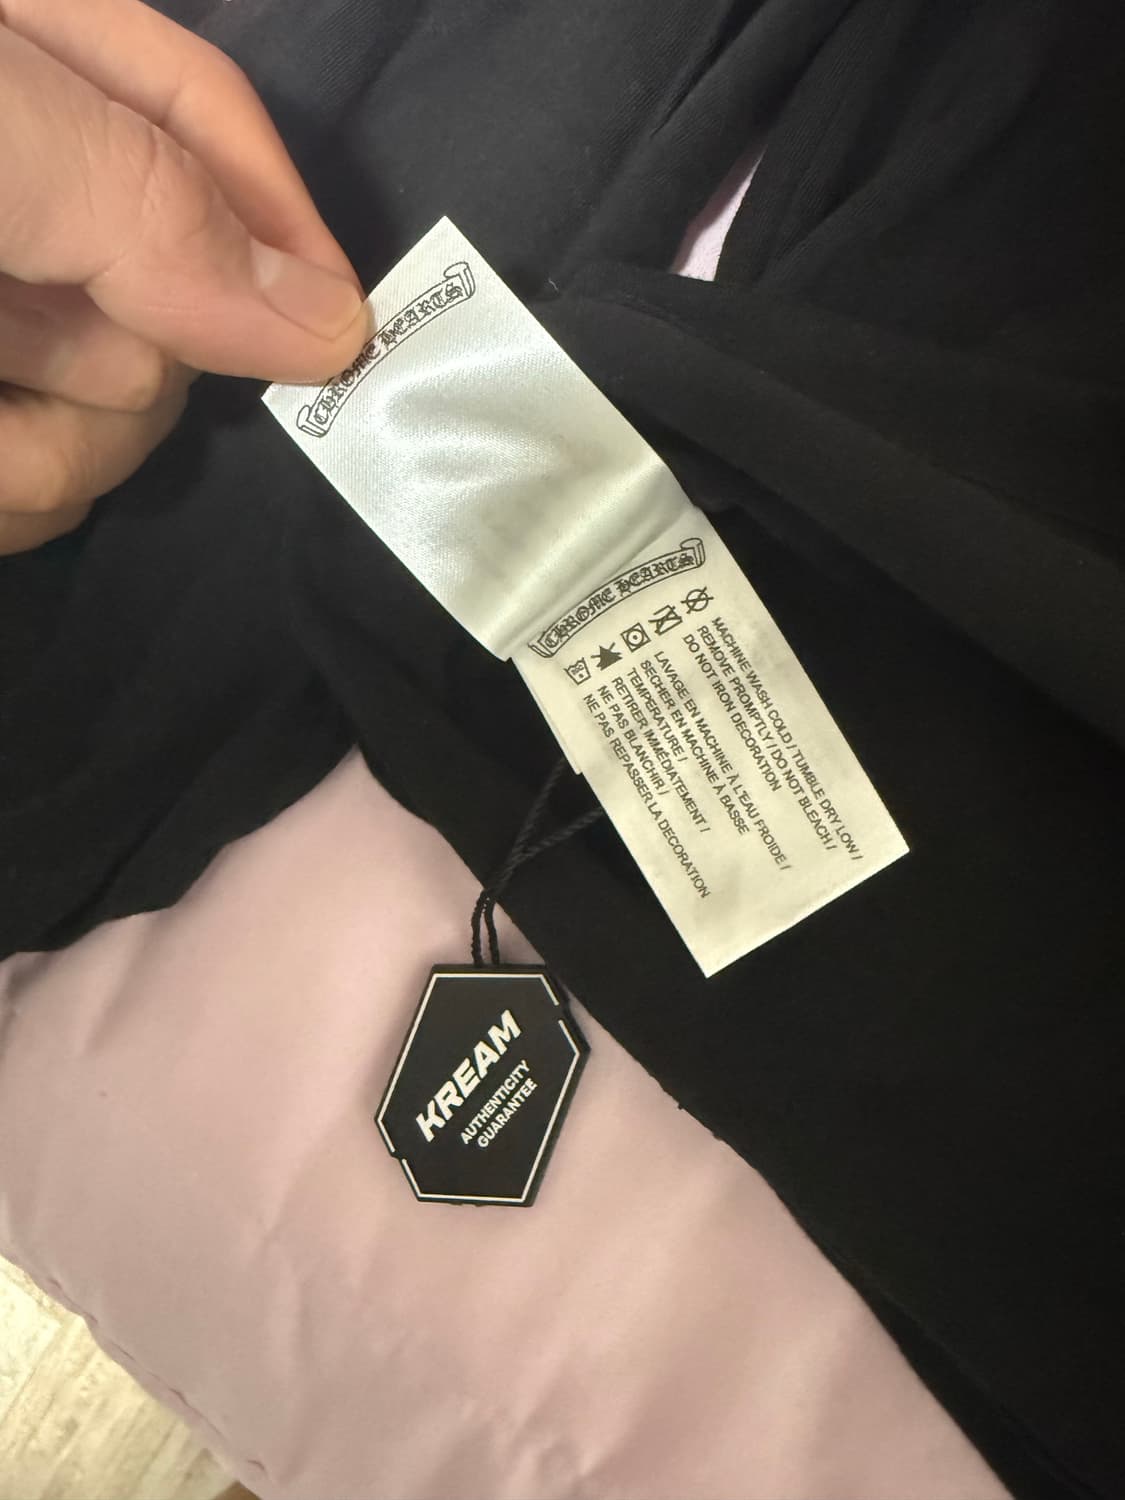 CHROME HEARTS
CHROME HEARTS
MACHINE WASH COLD / TUMBLE DRY LOW /
REMOVE PROMPTLY / DO NOT BLEACH /
DO NOT IRON DECORATION
LAVAGE EN MACHINE À L'EAU FROIDE /
SECHER EN MACHINE À BASSE
TEMPERATURE /
RETIRER IMMÉDIATEMENT /
NE PAS BLANCHIR /
NE PAS REPASSER LA DECORATION
KREAM
AUTHENTICITY
GUARANTEE